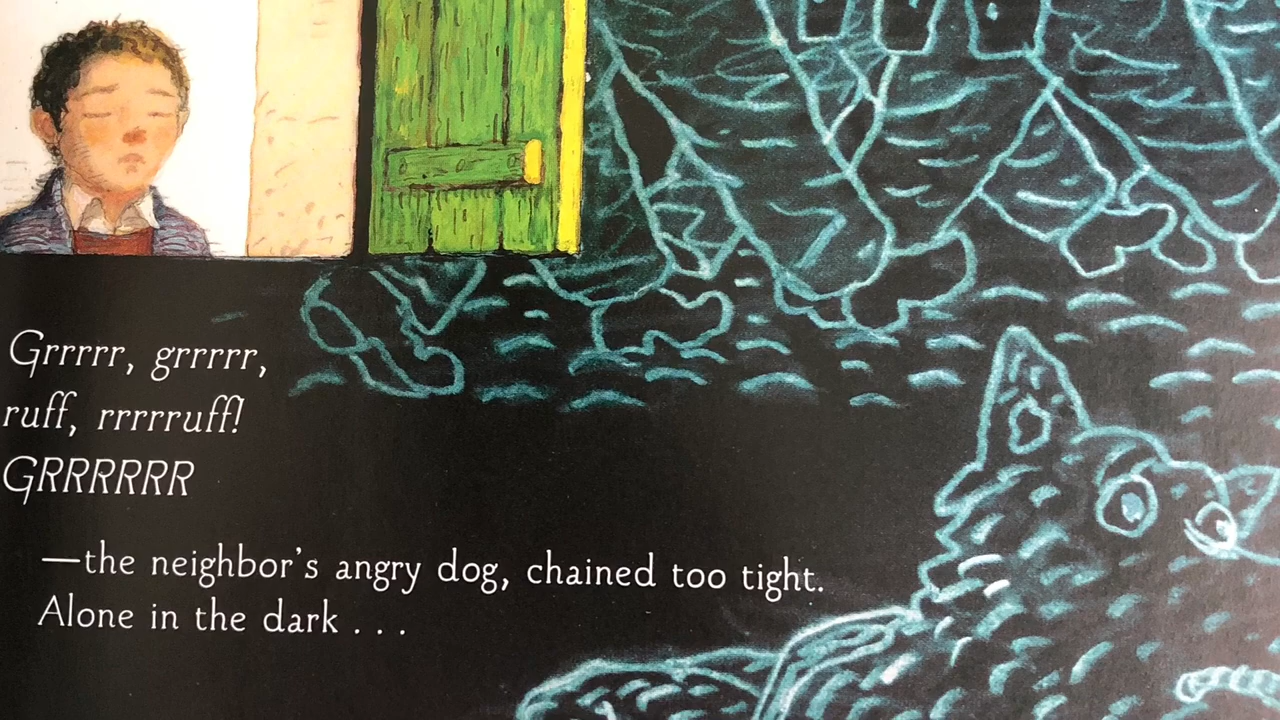 Grrrrr, grrrrr,
ruff, rrrrruff!
GRRRRRR
—the neighbor's angry dog, chained too tight.
Alone in the dark . . .